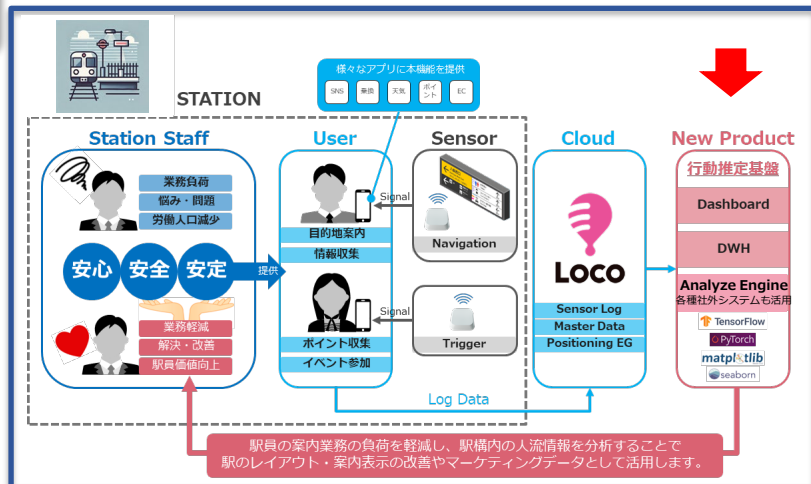 様々なアプリに本機能を提供
SNS
乗換
天気
ポイ
ント
EC
STATION
Station Staff
業務負荷
悩み・問題
労働人口減少
安心
安全
安定
提供
業務軽減
解決・改善
駅員価値向上
User
目的地案内
情報収集
ポイント収集
イベント参加
Sensor
Signal
Navigation
Signal
Trigger
Cloud
LOCO
Sensor Log
Master Data
Positioning EG
Log Data
New Product
行動推定基盤
Dashboard
DWH
Analyze Engine
各種社外システムも活用
TensorFlow
PyTorch
matplotlib
seaborn
駅員の案内業務の負荷を軽減し、駅構内の人流情報を分析することで
駅のレイアウト・案内表示の改善やマーケティングデータとして活用します。